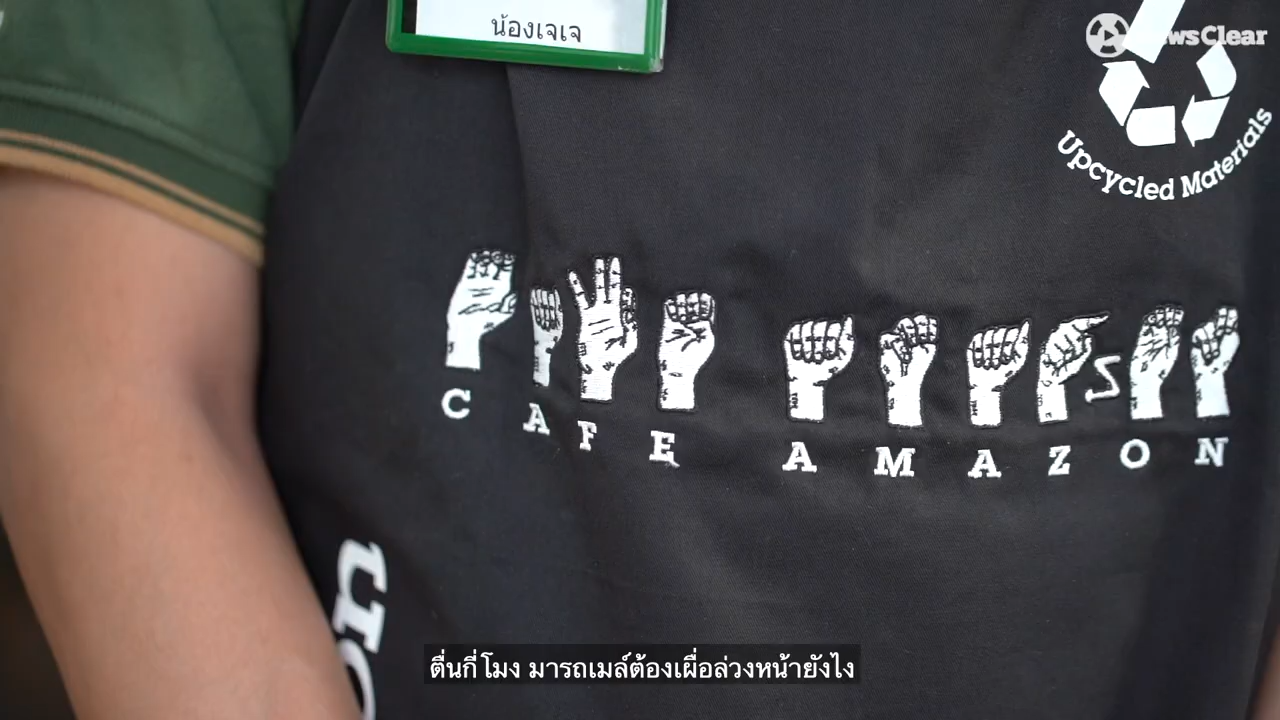 น้องเจเจ
NewsClear
Upcycled Materials
CAFE AMAZON
on
ตื่นกี่โมง มารถเมล์ต้องเผื่อล่วงหน้ายังไง